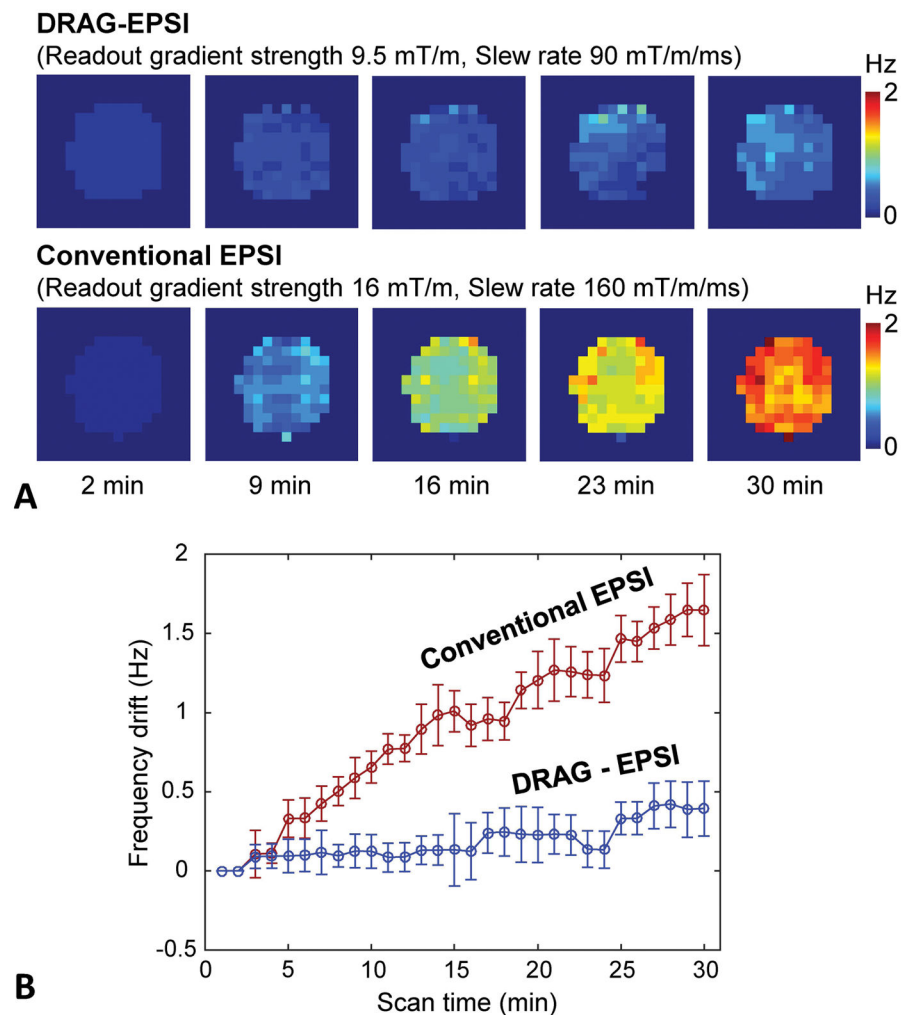 DRAG-EPSI
(Readout gradient strength 9.5 mT/m, Slew rate 90 mT/m/ms)
Hz
2
0
Conventional EPSI
(Readout gradient strength 16 mT/m, Slew rate 160 mT/m/ms)
Hz
2
0
2 min
9 min
16 min
23 min
30 min
A
2
1.5
1
0.5
0
-0.5
Frequency drift (Hz)
Conventional EPSI
DRAG - EPSI
0
5
10
15
20
25
30
Scan time (min)
B